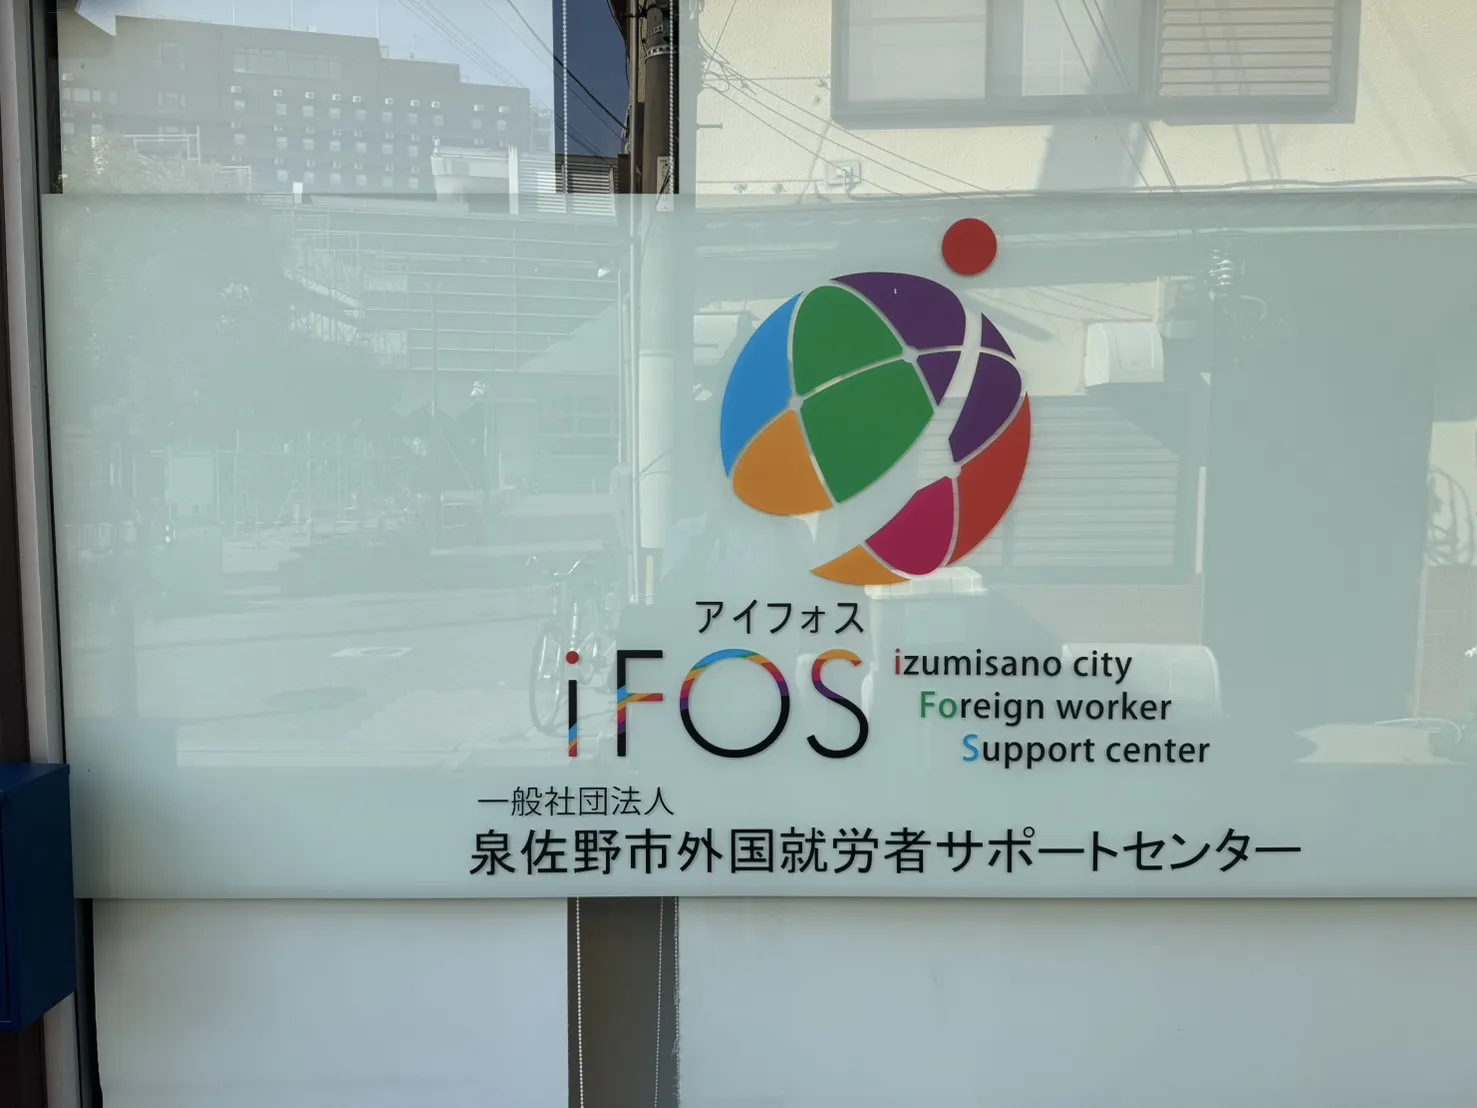 アイフォス
iFOS
izumisano city
Foreign worker
Support center
一般社団法人
泉佐野市外国就労者サポートセンター